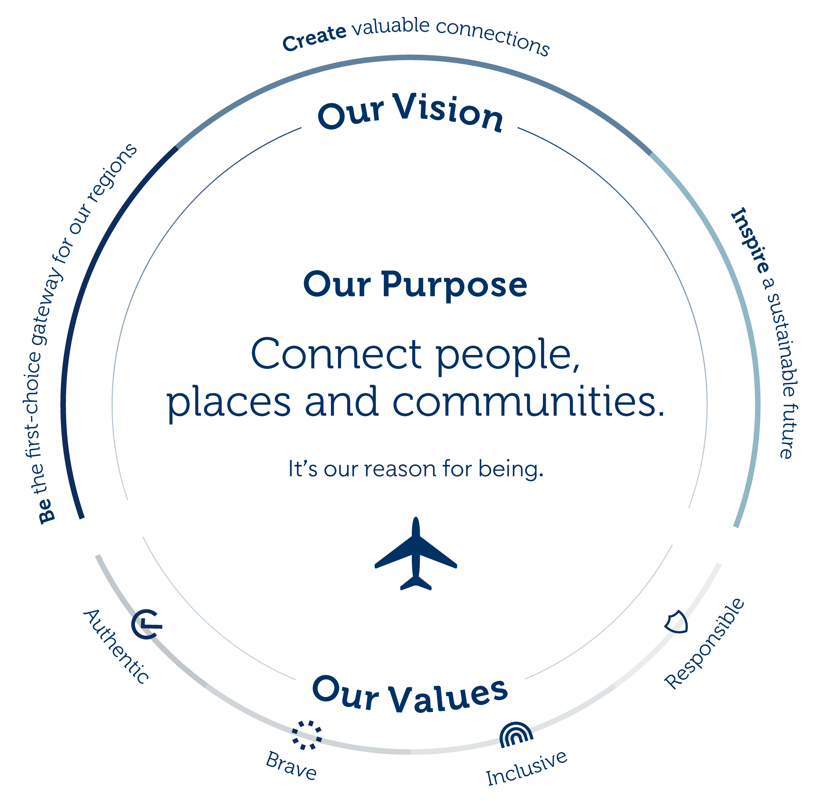 Create valuable connections
Our Vision
Be the first-choice gateway for our regions
Inspire a sustainable future
Our Purpose
Connect people,
places and communities.
It's our reason for being.
Our Values
Authentic
Brave
Inclusive
Responsible